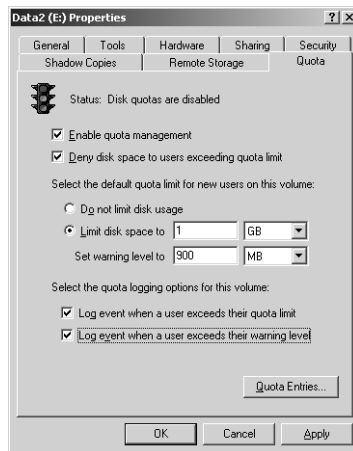 Data2 (E:) Properties
General Tools Hardware Sharing Security
Shadow Copies Remote Storage Quota
Status: Disk quotas are disabled
Enable quota management
Deny disk space to users exceeding quota limit
Select the default quota limit for new users on this volume:
Do not limit disk usage
Limit disk space to 1 GB
Set warning level to 900 MB
Select the quota logging options for this volume:
Log event when a user exceeds their quota limit
Log event when a user exceeds their warning level
Quota Entries...
OK Cancel Apply